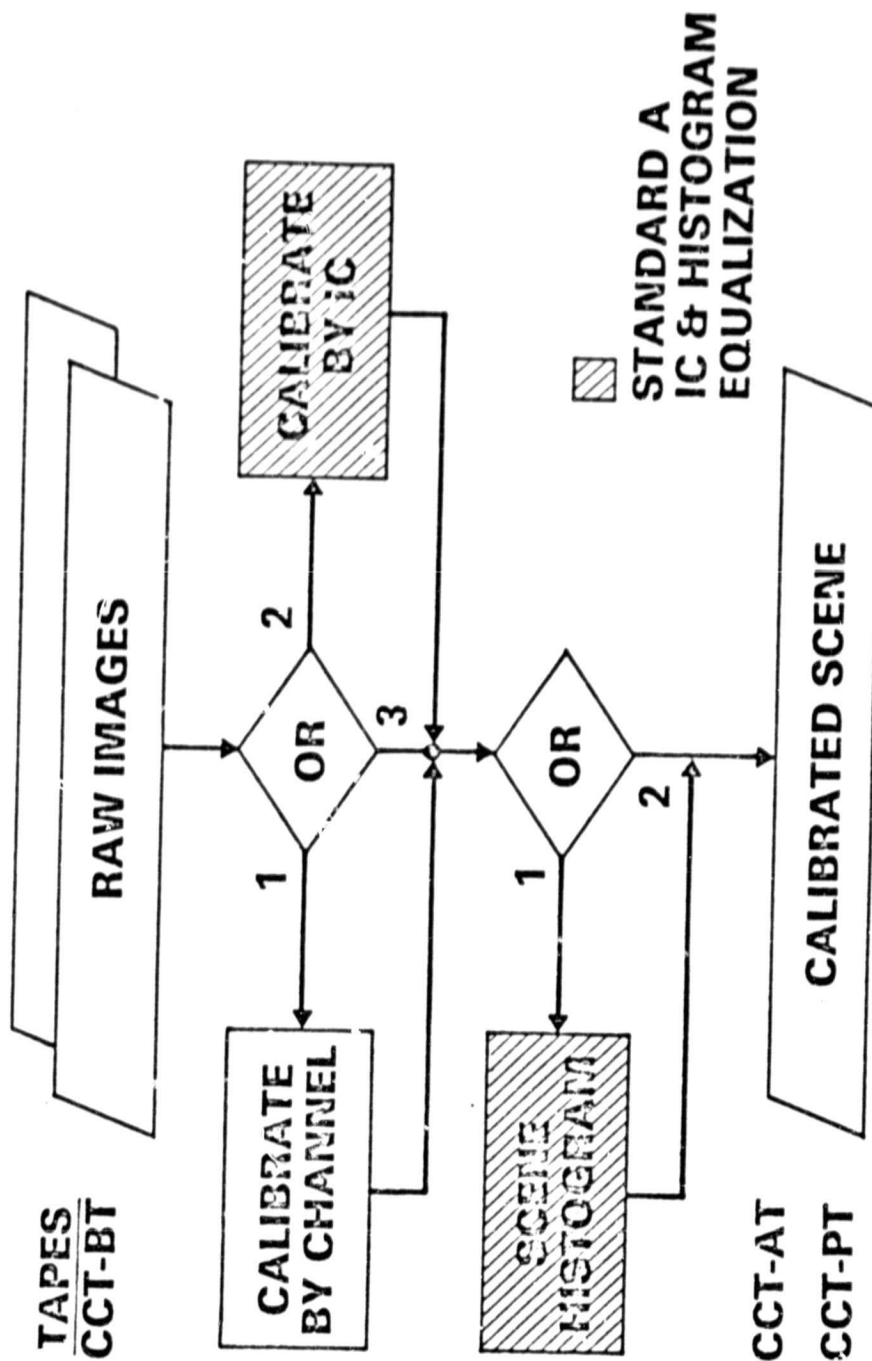 TAPES
CCT-BT
RAW IMAGES
OR
1
2
3
CALIBRATE
BY CHANNEL
CALIBRATE
BY IC
OR
1
2
SCENE
HISTOGRAM
STANDARD A
IC & HISTOGRAM
EQUALIZATION
CCT-AT
CCT-PT
CALIBRATED SCENE